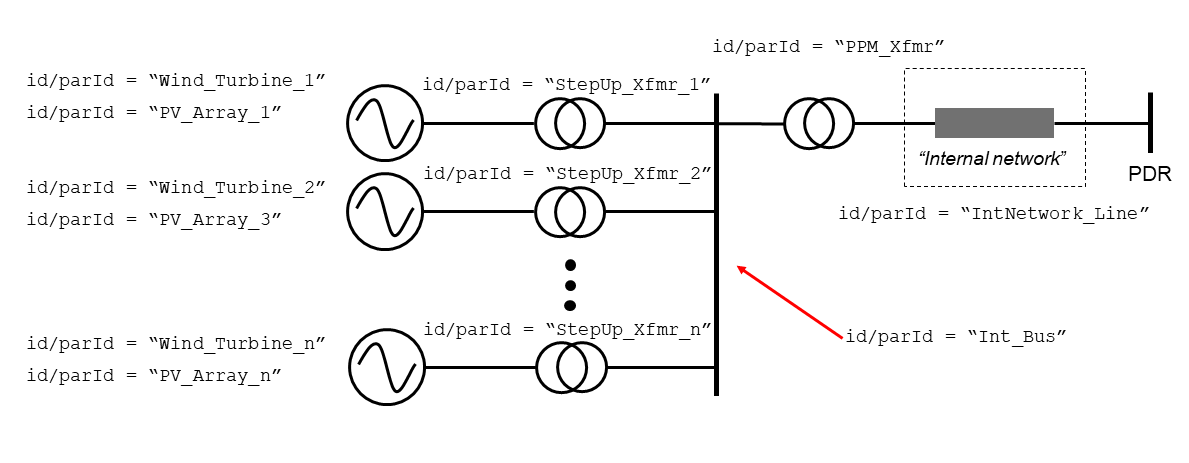 id/parId = “PPM_Xfmr”
id/parId = “Wind_Turbine_1”
id/parId = “StepUp_Xfmr_1”
id/parId = “PV_Array_1”
“Internal network”
PDR
id/parId = “StepUp_Xfmr_2”
id/parId = “Wind_Turbine_2”
id/parId = “PV_Array_3”
id/parId = “IntNetwork_Line”
id/parId = “StepUp_Xfmr_n”
id/parId = “Int_Bus”
id/parId = “Wind_Turbine_n”
id/parId = “PV_Array_n”